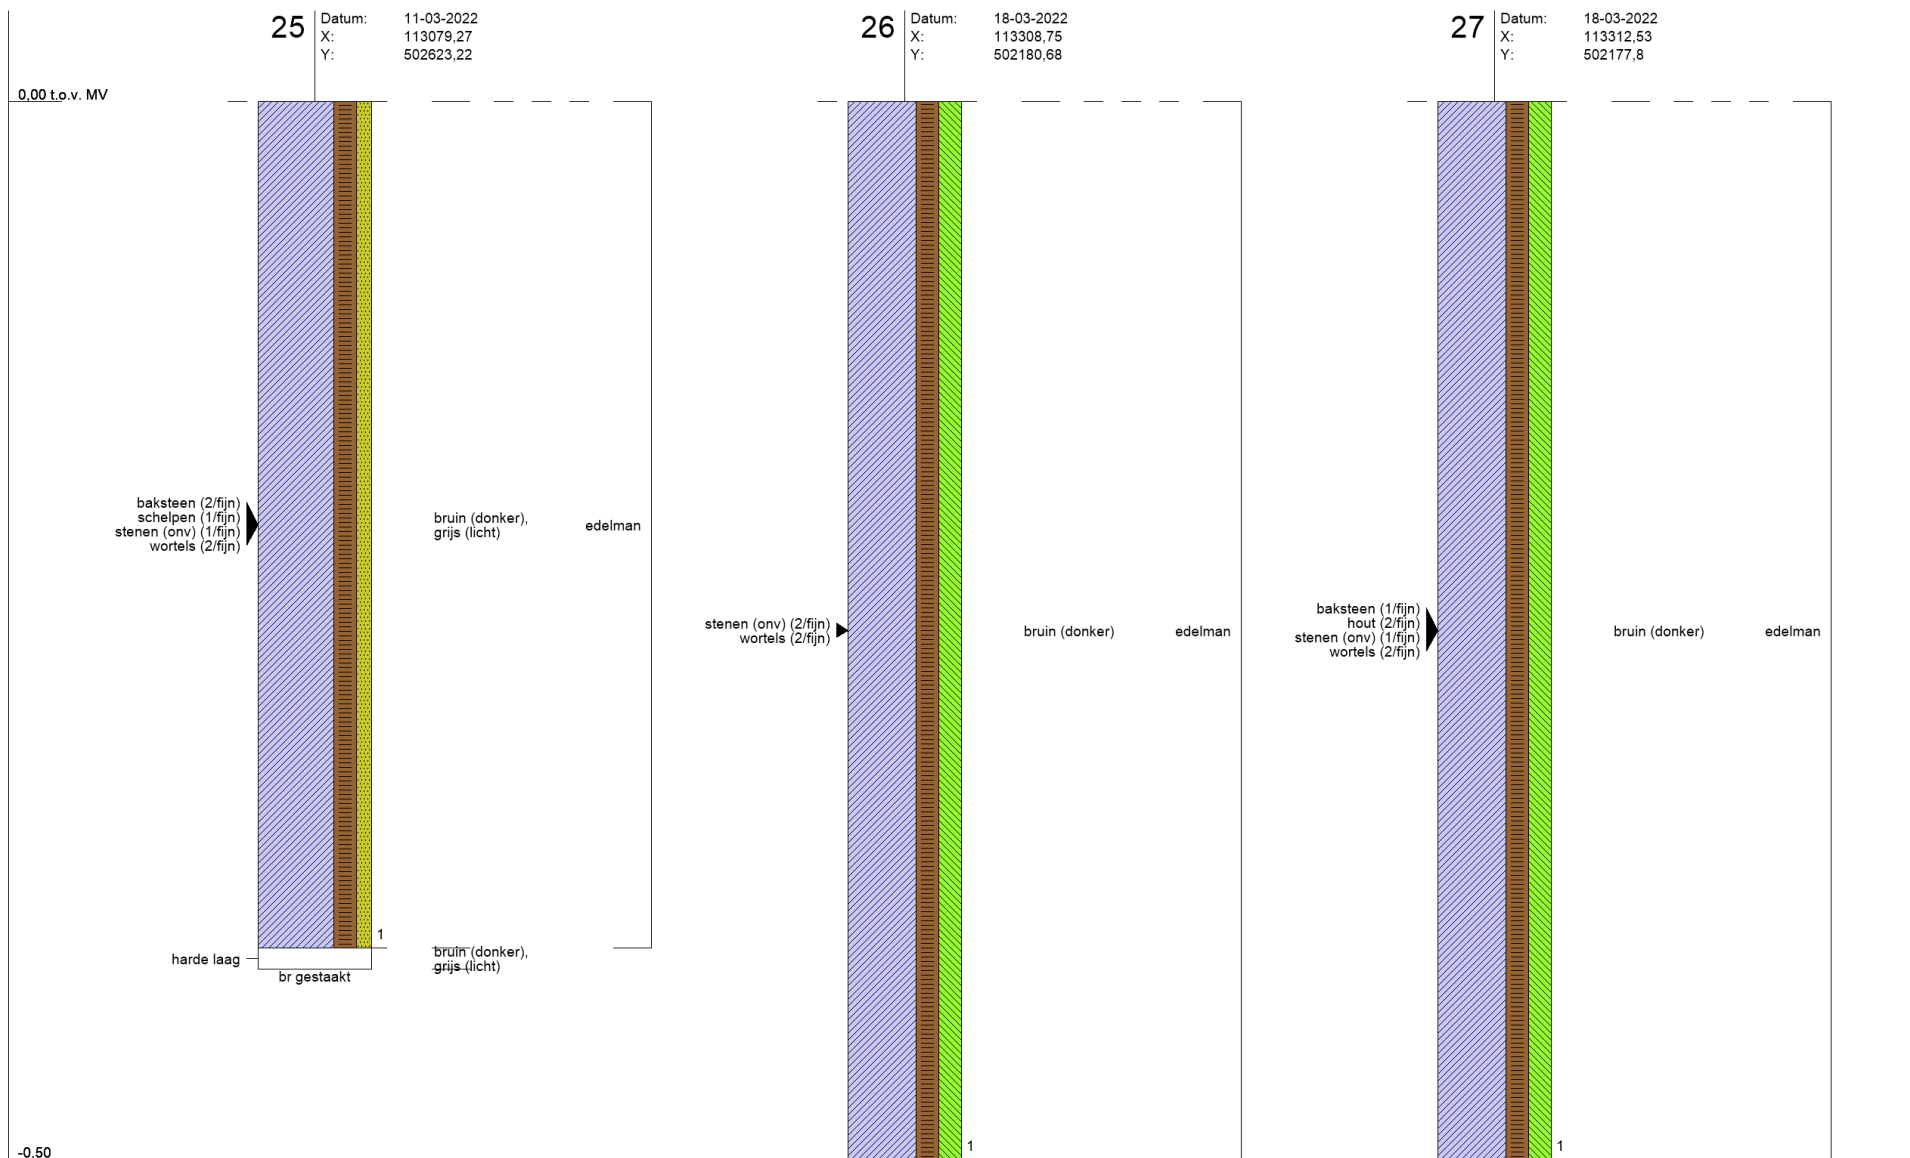 25
Datum: 11-03-2022
X: 113079,27
Y: 502623,22
26
Datum: 18-03-2022
X: 113308,75
Y: 502180,68
27
Datum: 18-03-2022
X: 113312,53
Y: 502177,8
0,00 t.o.v. MV
baksteen (2/fijn)
schelpen (1/fijn)
stenen (onv) (1/fijn)
wortels (2/fijn)
bruin (donker),
grijs (licht)
edelman
1
harde laag
bruin (donker),
grijs (licht)
br gestaakt
stenen (onv) (2/fijn)
wortels (2/fijn)
bruin (donker)
edelman
1
baksteen (1/fijn)
hout (2/fijn)
stenen (onv) (1/fijn)
wortels (2/fijn)
bruin (donker)
edelman
1
-0.50